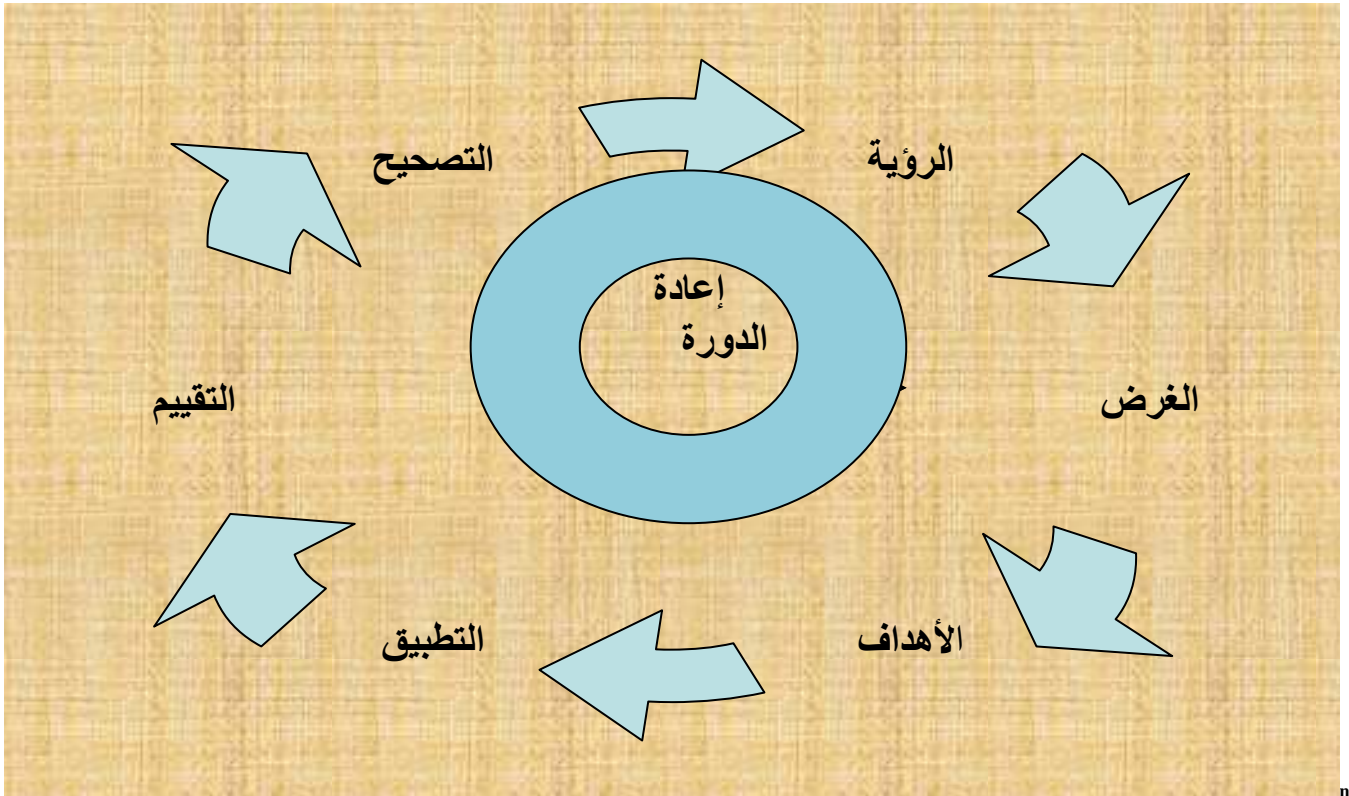 الرؤية
التصحيح
إعادة
الدورة
الغرض
التقييم
الأهداف
التطبيق
n